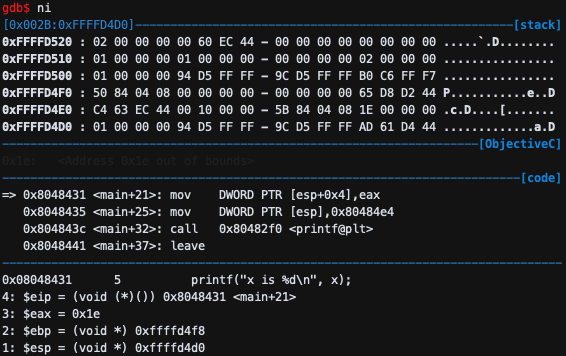 gdb$ ni
[0x002B:0xFFFFD4D0]------[stack]
0xFFFFD520 : 02 00 00 00 00 60 EC 44 - 00 00 00 00 00 00 00 00 .....`.D........
0xFFFFD510 : 01 00 00 00 01 00 00 00 - 00 00 00 00 02 00 00 00 ................
0xFFFFD500 : 01 00 00 00 94 D5 FF FF - 9C D5 FF FF B0 C6 FF F7 ................
0xFFFFD4F0 : 50 84 04 08 00 00 00 00 - 00 00 00 00 65 D8 D2 44 P...........e..D
0xFFFFD4E0 : C4 63 EC 44 00 10 00 00 - 5B 84 04 08 1E 00 00 00 .c.D....[.......
0xFFFFD4D0 : 01 00 00 00 94 D5 FF FF - 9C D5 FF FF AD 61 D4 44 .............a.D
[ObjectiveC]
0x1e: <Address 0x1e out of bounds>
[code]
=> 0x8048431 <main+21>: mov DWORD PTR [esp+0x4],eax
0x8048435 <main+25>: mov DWORD PTR [esp],0x80484e4
0x804843c <main+32>: call 0x80482f0 <printf@plt>
0x8048441 <main+37>: leave
0x08048431 5 printf("x is %d\n", x);
4: $eip = (void (*)()) 0x8048431 <main+21>
3: $eax = 0x1e
2: $ebp = (void *) 0xffffd4f8
1: $esp = (void *) 0xffffd4d0